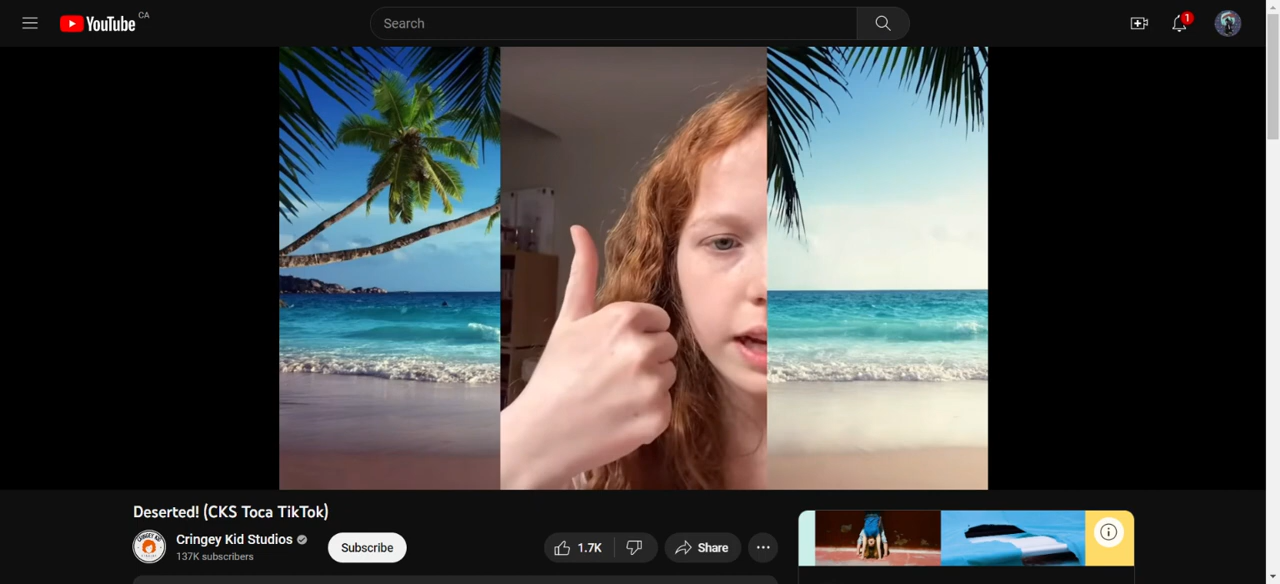 YouTube CA
Search
1
Deserted! (CKS Toca TikTok)
Cringey Kid Studios
137K subscribers
Subscribe
1.7K
Share